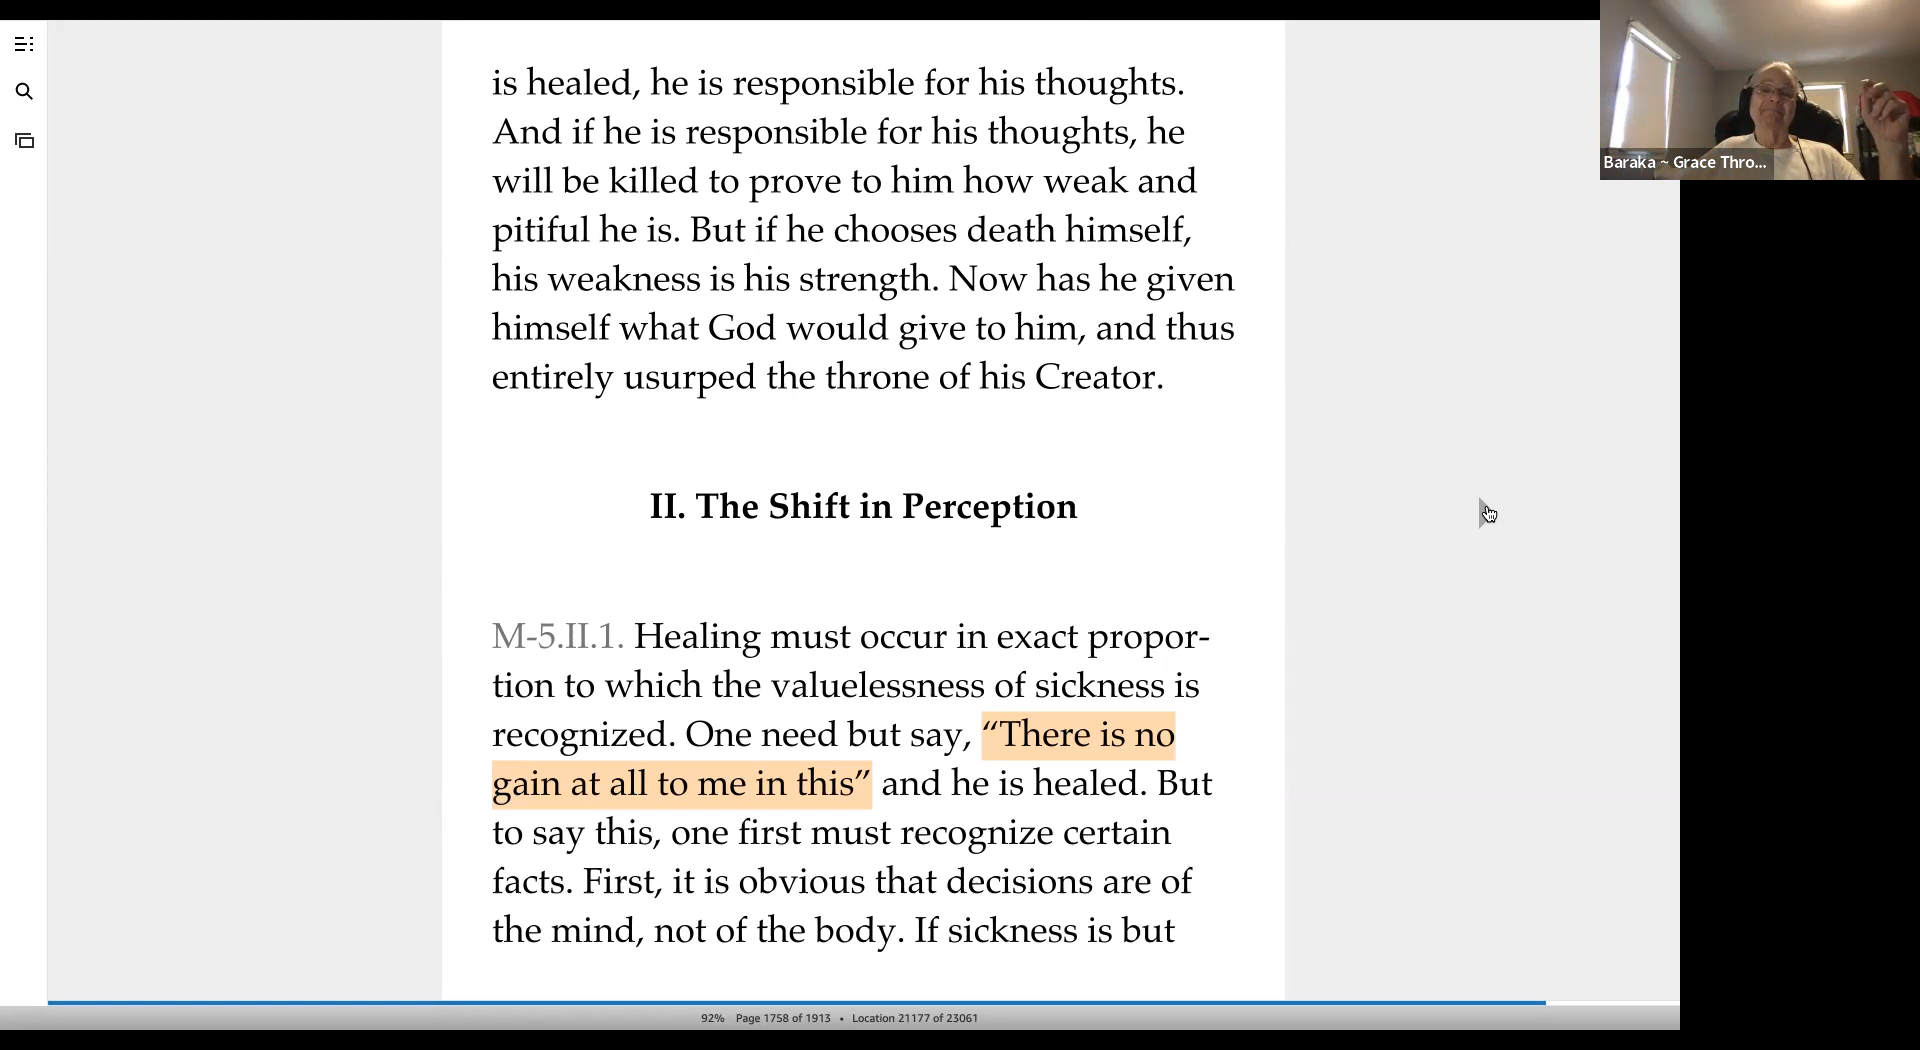 Baraka ~ Grace Thro...
is healed, he is responsible for his thoughts.
And if he is responsible for his thoughts, he
will be killed to prove to him how weak and
pitiful he is. But if he chooses death himself,
his weakness is his strength. Now has he given
himself what God would give to him, and thus
entirely usurped the throne of his Creator.
II. The Shift in Perception
M-5.II.1. Healing must occur in exact propor-
tion to which the valuelessness of sickness is
recognized. One need but say, “There is no
gain at all to me in this” and he is healed. But
to say this, one first must recognize certain
facts. First, it is obvious that decisions are of
the mind, not of the body. If sickness is but
92% Page 1758 of 1913 • Location 21177 of 23061